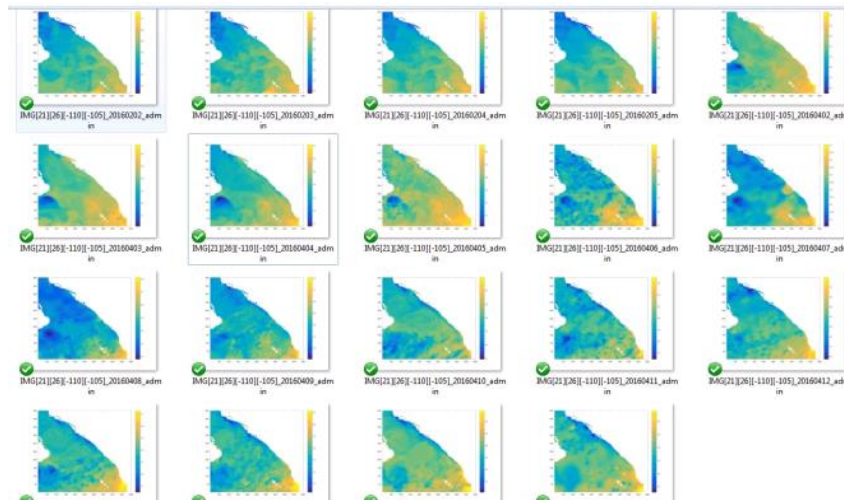 IMG[21][26][-110][-105]_20160202_adm
in
IMG[21][26][-110][-105]_20160203_adm
in
IMG[21][26][-110][-105]_20160204_adm
in
IMG[21][26][-110][-105]_20160205_adm
in
IMG[21][26][-110][-105]_20160402_adm
in
IMG[21][26][-110][-105]_20160403_adm
in
IMG[21][26][-110][-105]_20160404_adm
in
IMG[21][26][-110][-105]_20160405_adm
in
IMG[21][26][-110][-105]_20160406_adm
in
IMG[21][26][-110][-105]_20160407_adm
in
IMG[21][26][-110][-105]_20160408_adm
in
IMG[21][26][-110][-105]_20160409_adm
in
IMG[21][26][-110][-105]_20160410_adm
in
IMG[21][26][-110][-105]_20160411_adm
in
IMG[21][26][-110][-105]_20160412_adm
in